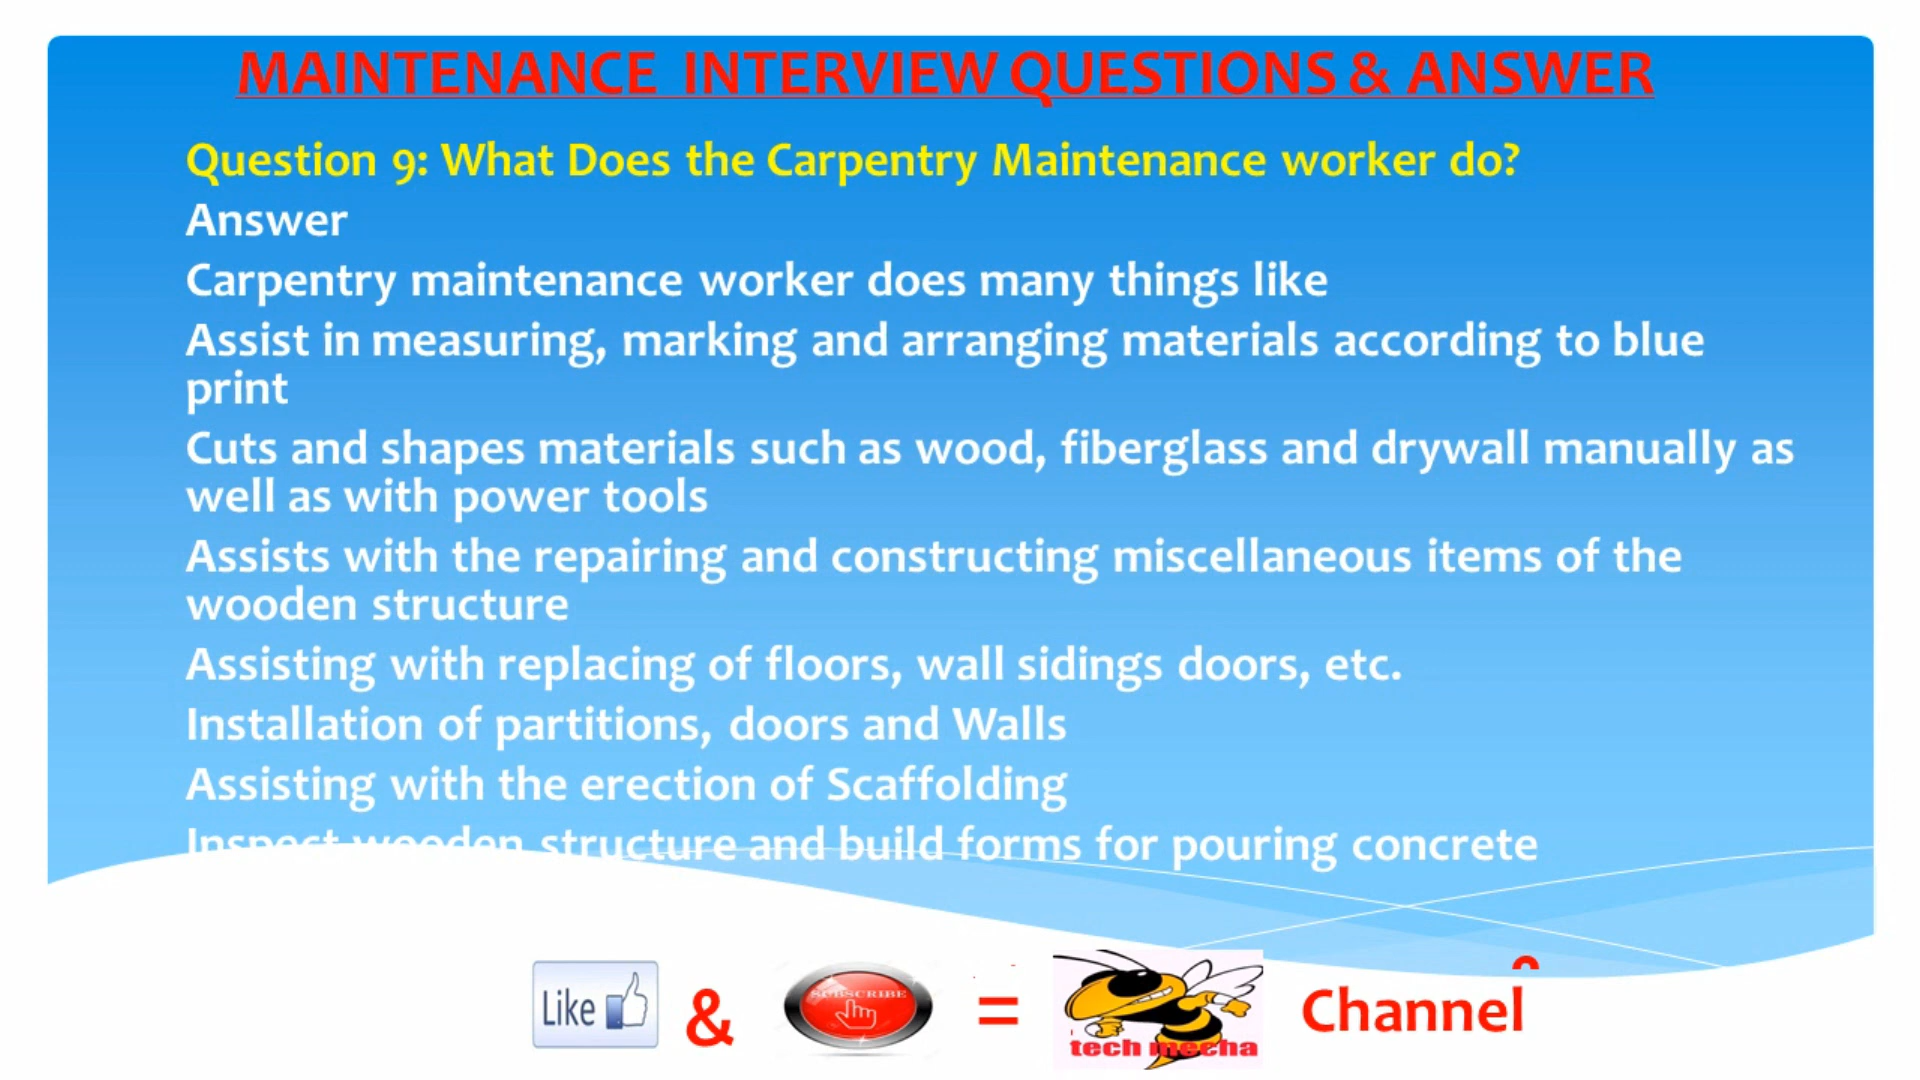 MAINTENANCE INTERVIEW QUESTIONS & ANSWER
Question 9: What Does the Carpentry Maintenance worker do?
Answer
Carpentry maintenance worker does many things like
Assist in measuring, marking and arranging materials according to blue
print
Cuts and shapes materials such as wood, fiberglass and drywall manually as
well as with power tools
Assists with the repairing and constructing miscellaneous items of the
wooden structure
Assisting with replacing of floors, wall sidings doors, etc.
Installation of partitions, doors and Walls
Assisting with the erection of Scaffolding
Inspect wooden structure and build forms for pouring concrete
Like & SUBSCRIBE = tech mecha Channel